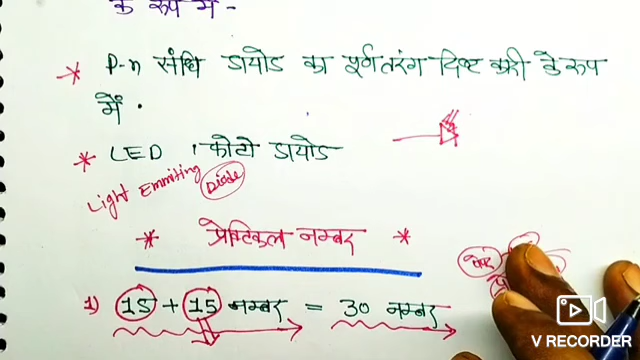 के रूप में -
* P-n संधि डायोड का पूर्णतरंग दिष्टकारी के रूप
में .
* LED , फोटो डायोड
Light Emmiting Diode
* प्रेक्टिकल नम्बर *
1) 15 + 15 नम्बर = 30 नम्बर
V RECORDER